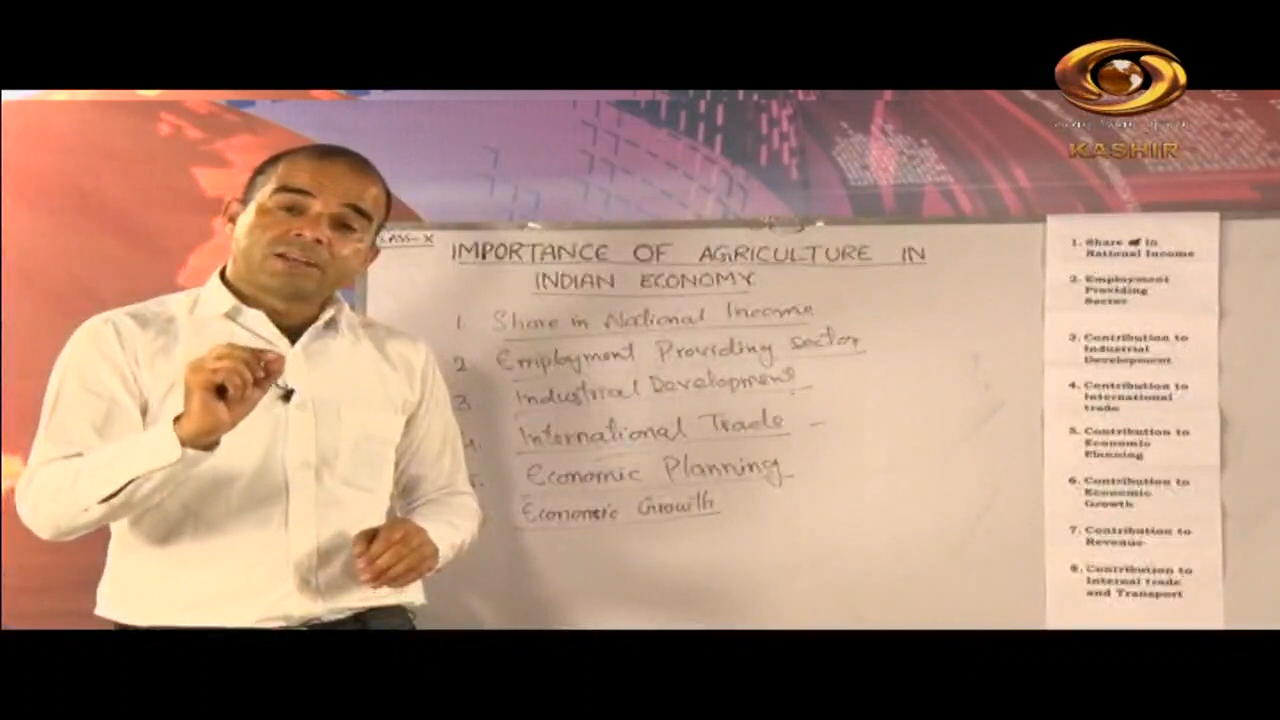 KASHIR
CLASS-X
IMPORTANCE OF AGRICULTURE IN
INDIAN ECONOMY
1. Share in National Income
2. Employment Providing Sector
3. Industrial Development
4. International Trade -
Economic Planning
Economic Growth
1. Share of in
National Income
2. Employment
Providing
Sector
3. Contribution to
Industrial
Development
4. Contribution to
International
trade
5. Contribution to
Economic
Planning
6. Contribution to
Economic
Growth
7. Contribution to
Revenue
8. Contribution to
Internal trade
and Transport